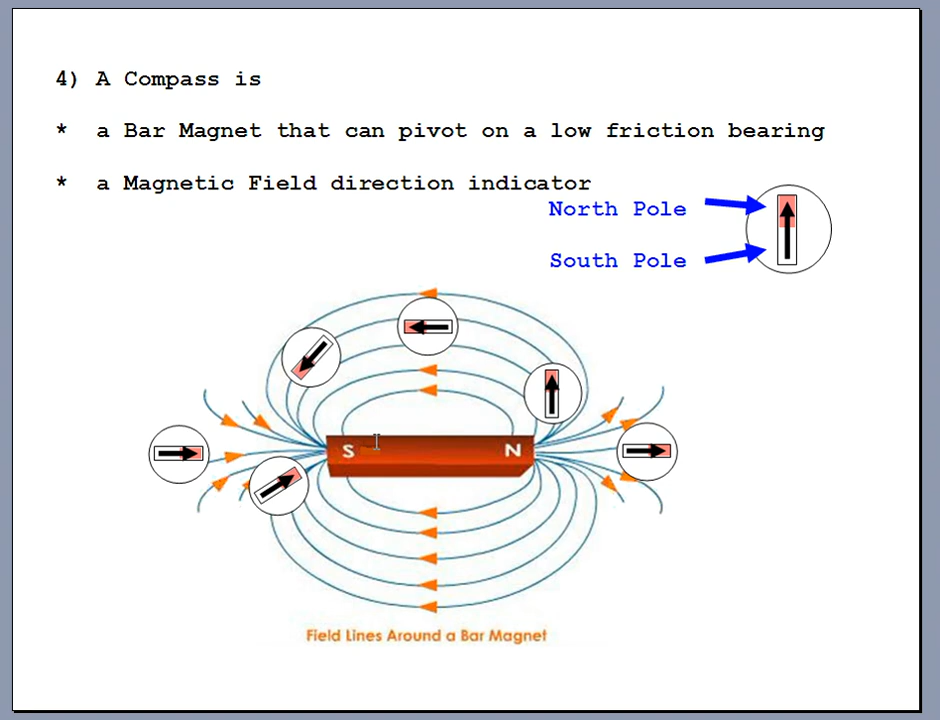 4) A Compass is
* a Bar Magnet that can pivot on a low friction bearing
* a Magnetic Field direction indicator
North Pole
South Pole
S N
Field Lines Around a Bar Magnet